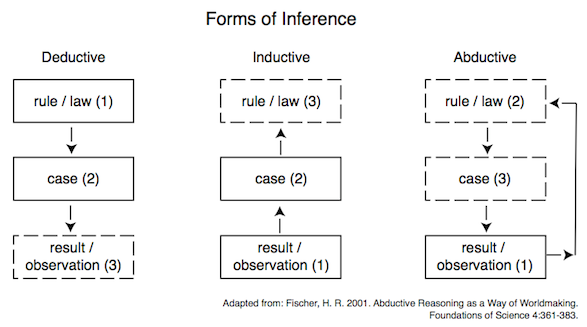 Forms of Inference
Deductive
Inductive
Abductive
rule / law (1)
rule / law (3)
rule / law (2)
case (2)
case (2)
case (3)
result /
observation (3)
result /
observation (1)
result /
observation (1)
Adapted from: Fischer, H. R. 2001. Abductive Reasoning as a Way of Worldmaking.
Foundations of Science 4:361-383.